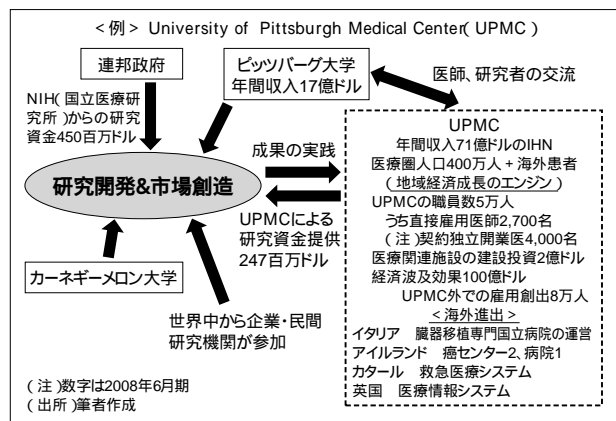 ＜例＞ University of Pittsburgh Medical Center( UPMC )
連邦政府
ピッツバーグ大学
年間収入17億ドル
医師、研究者の交流
NIH( 国立医療研
究所 )からの研究
資金450百万ドル
成果の実践
研究開発&市場創造
UPMCによる
研究資金提供
247百万ドル
カーネギーメロン大学
世界中から企業・民間
研究機関が参加
UPMC
年間収入71億ドルのIHN
医療圏人口400万人＋海外患者
( 地域経済成長のエンジン )
UPMCの職員数5万人
うち直接雇用医師2,700名
( 注 )契約独立開業医4,000名
医療関連施設の建設投資2億ドル
経済波及効果100億ドル
UPMC外での雇用創出8万人
＜海外進出＞
イタリア 臓器移植専門国立病院の運営
アイルランド 癌センター2、病院1
カタール 救急医療システム
英国 医療情報システム
( 注 )数字は2008年6月期
( 出所 )筆者作成